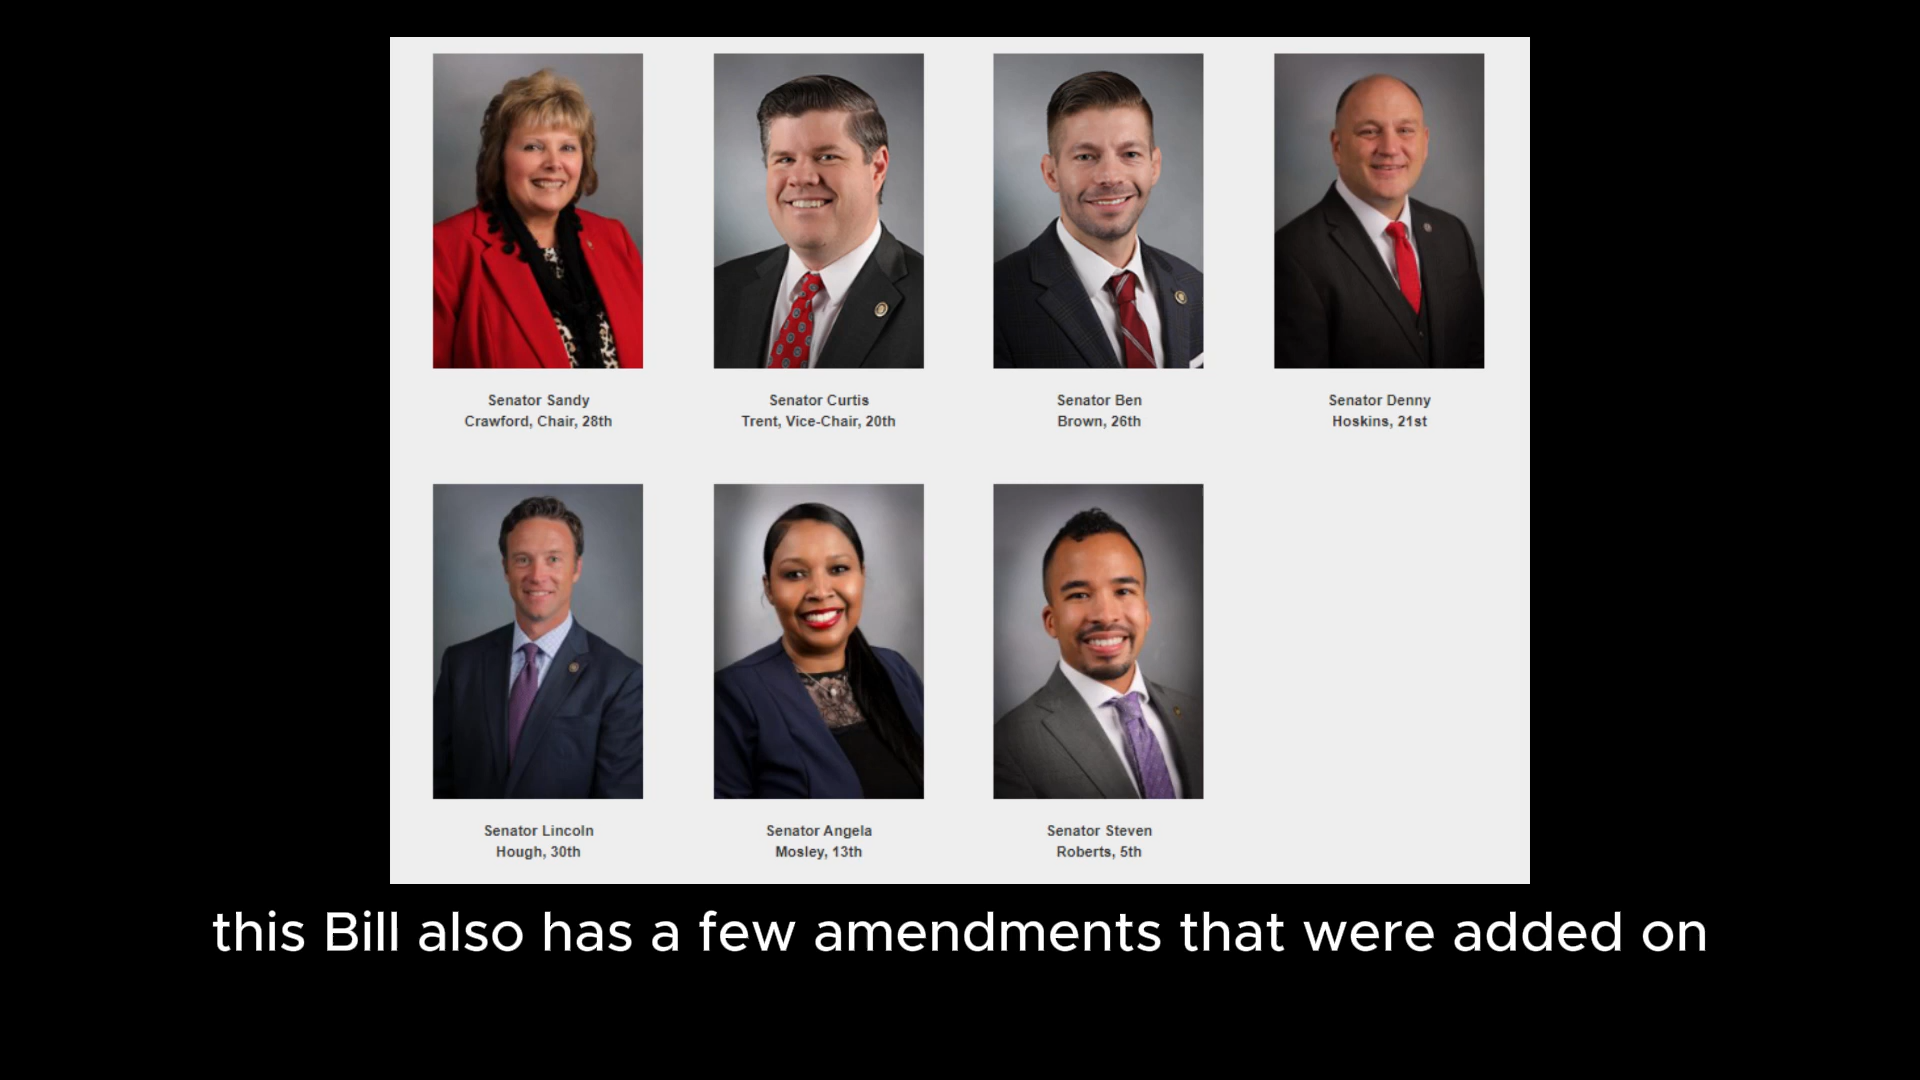 Senator Sandy
Crawford, Chair, 28th
Senator Curtis
Trent, Vice-Chair, 20th
Senator Ben
Brown, 26th
Senator Denny
Hoskins, 21st
Senator Lincoln
Hough, 30th
Senator Angela
Mosley, 13th
Senator Steven
Roberts, 5th
this Bill also has a few amendments that were added on